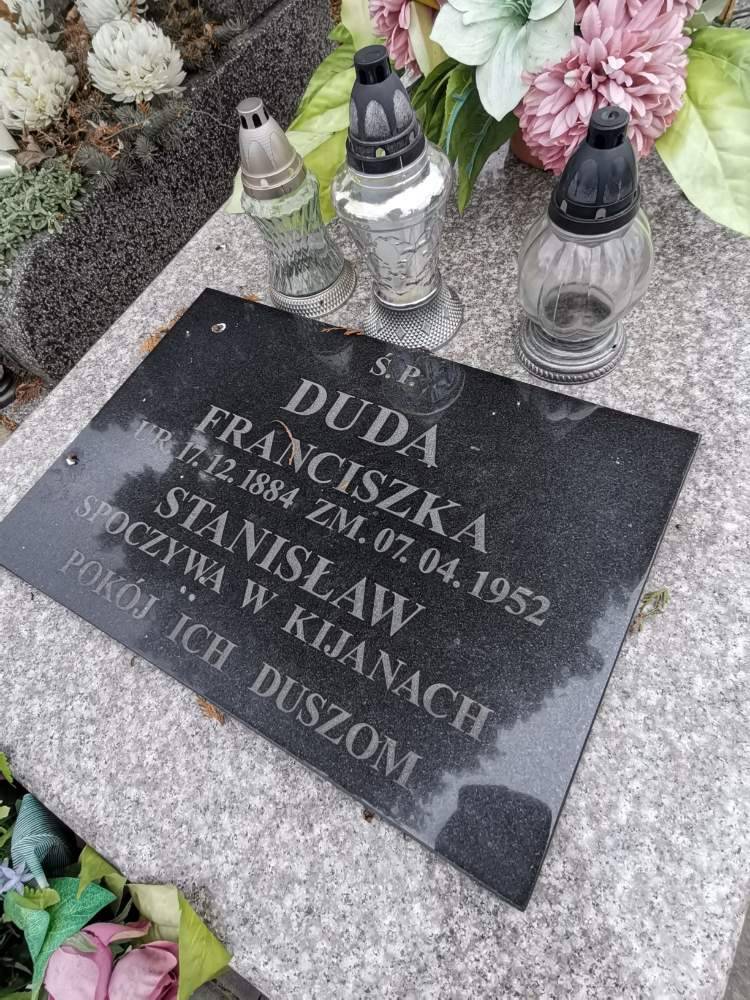 Ś. P.
DUDA
FRANCISZKA
UR. 17.12.1884 ZM. 07.04.1952
STANISŁAW
SPOCZYWA W KIJANACH
POKÓJ ICH DUSZOM